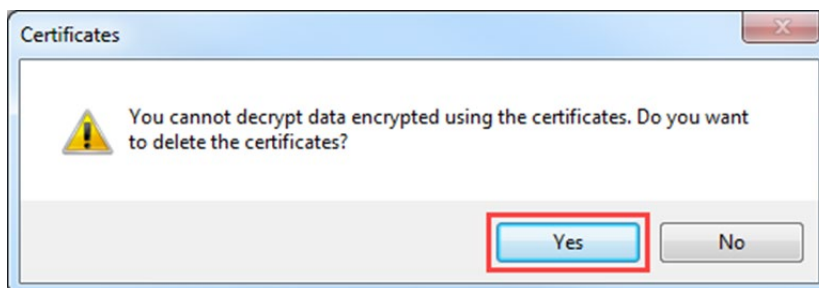 Certificates
You cannot decrypt data encrypted using the certificates. Do you want
to delete the certificates?
Yes
No